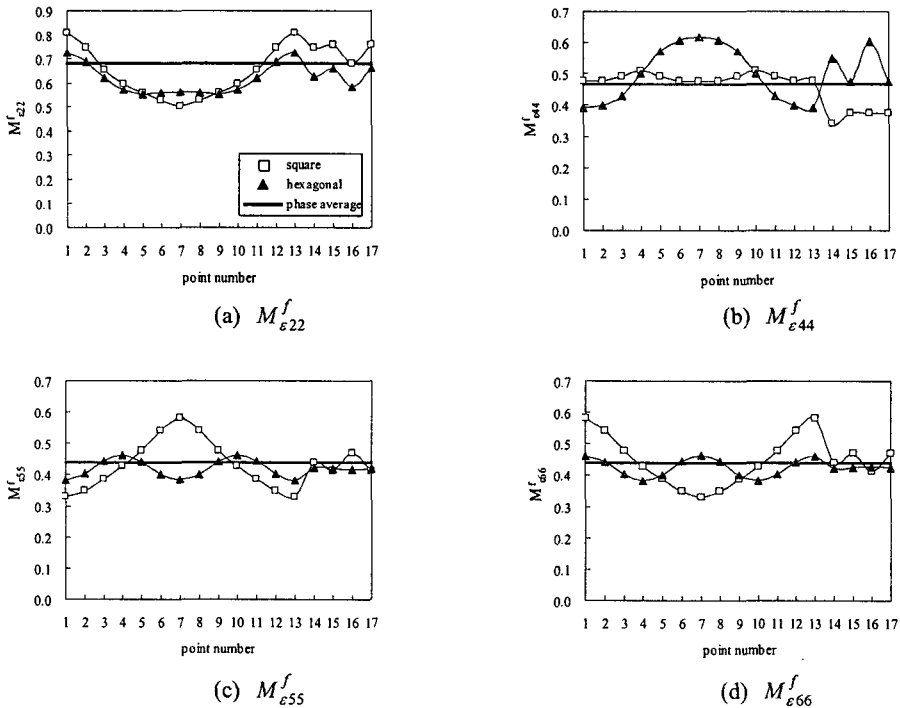 0.9
0.8
0.7
0.6
0.5
0.4
0.3
0.2
0.1
0.0
M^f_ε22
square
hexagonal
phase average
1 2 3 4 5 6 7 8 9 10 11 12 13 14 15 16 17
point number
(a) M^f_ε22
0.7
0.6
0.5
0.4
0.3
0.2
0.1
0.0
M^f_ε44
1 2 3 4 5 6 7 8 9 10 11 12 13 14 15 16 17
point number
(b) M^f_ε44
0.7
0.6
0.5
0.4
0.3
0.2
0.1
0.0
M^f_ε55
1 2 3 4 5 6 7 8 9 10 11 12 13 14 15 16 17
point number
(c) M^f_ε55
0.7
0.6
0.5
0.4
0.3
0.2
0.1
0.0
M^f_ε66
1 2 3 4 5 6 7 8 9 10 11 12 13 14 15 16 17
point number
(d) M^f_ε66